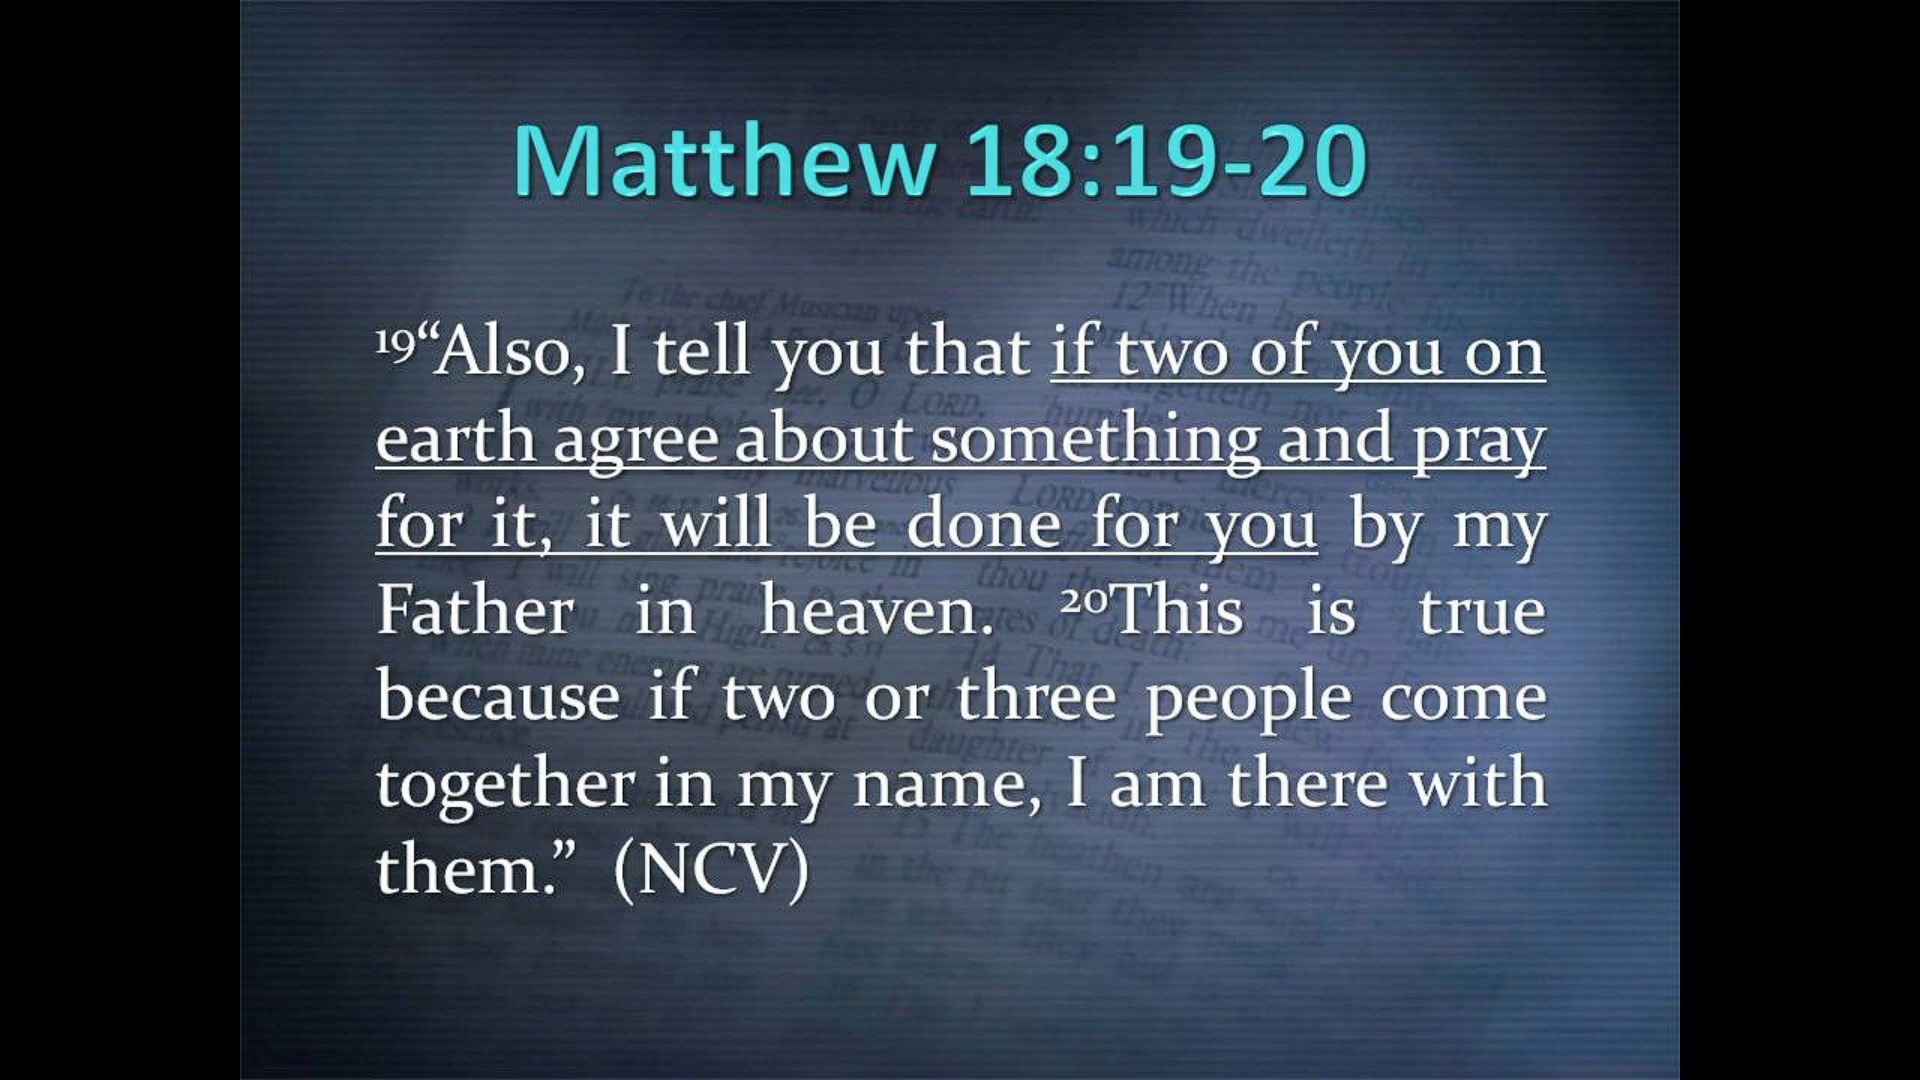 Matthew 18:19-20
19“Also, I tell you that if two of you on
earth agree about something and pray
for it, it will be done for you by my
Father in heaven. 20This is true
because if two or three people come
together in my name, I am there with
them.” (NCV)